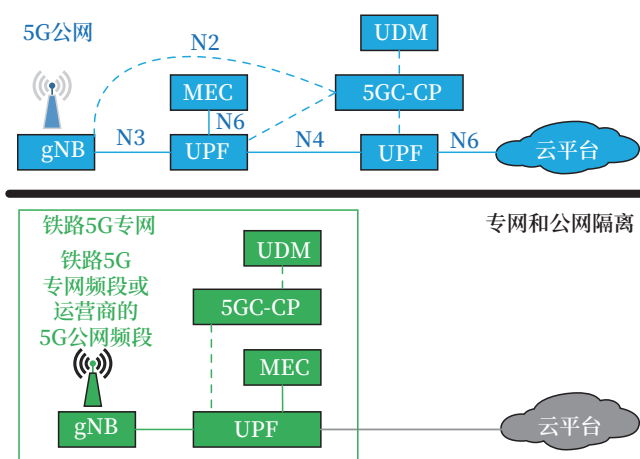 5G公网
N2
UDM
MEC
5GC-CP
N6
gNB
N3
UPF
N4
UPF
N6
云平台
铁路5G专网
专网和公网隔离
铁路5G
专网频段或
运营商的
5G公网频段
UDM
5GC-CP
MEC
gNB
UPF
云平台